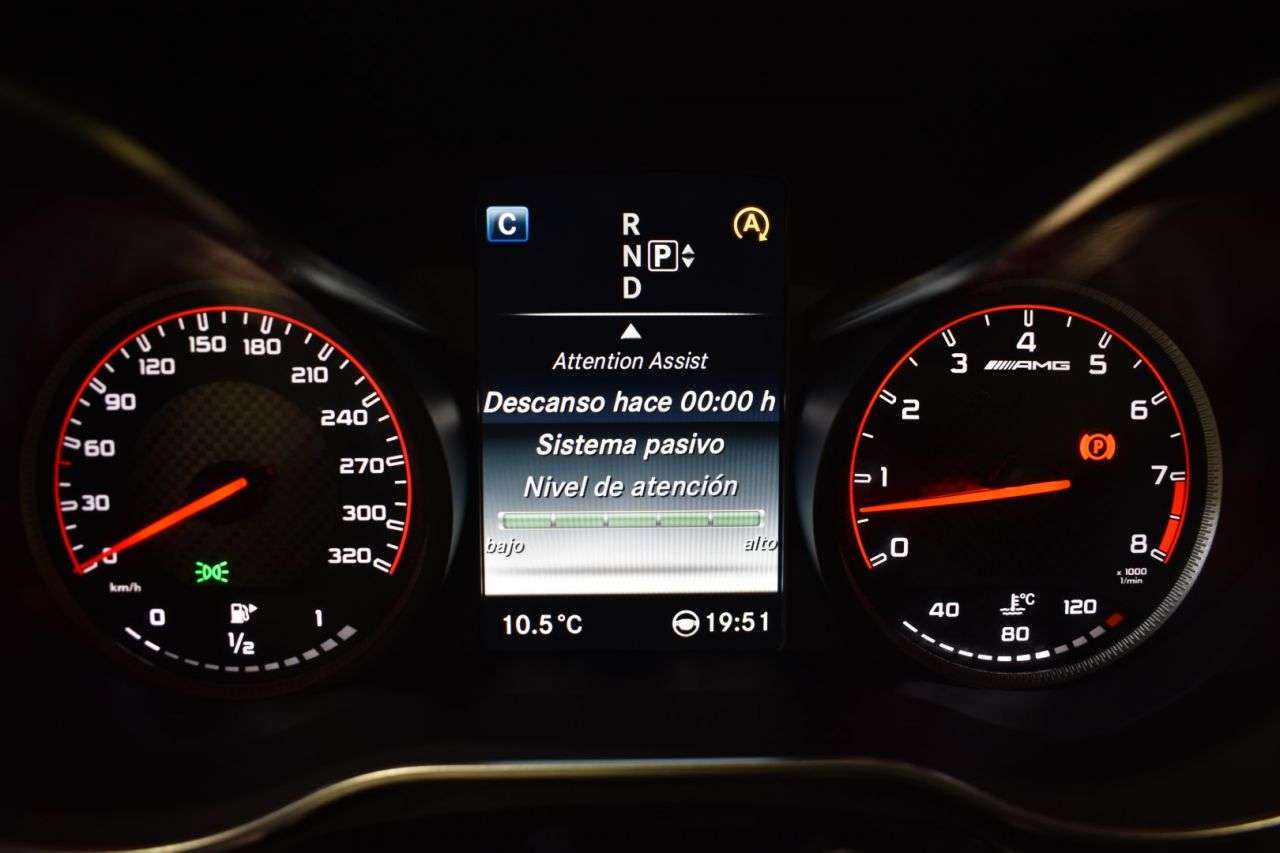 C
R
N P
D
A
Attention Assist
Descanso hace 00:00 h
Sistema pasivo
Nivel de atención
bajo alto
10.5 °C 19:51
0
30
60
90
120
150
180
210
240
270
300
320
km/h
0 1/2 1
0
1
2
3
4
5
6
7
8
AMG
P
x 1000
1/min
°C
40 80 120